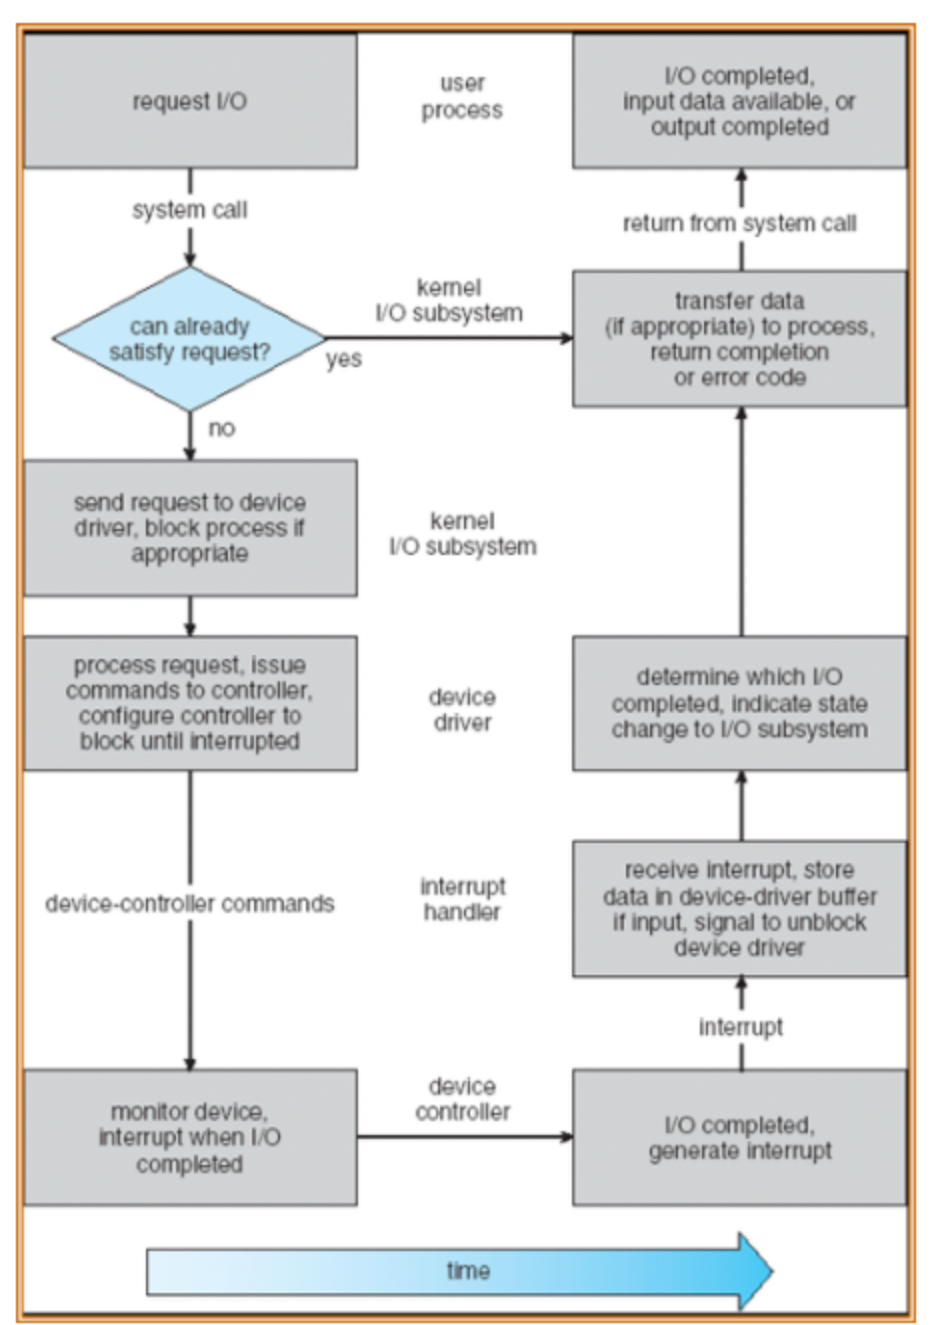 request I/O
user
process
I/O completed,
input data available, or
output completed
system call
return from system call
can already
satisfy request?
kernel
I/O subsystem
yes
transfer data
(if appropriate) to process,
return completion
or error code
no
send request to device
driver, block process if
appropriate
kernel
I/O subsystem
process request, issue
commands to controller,
configure controller to
block until interrupted
device
driver
determine which I/O
completed, indicate state
change to I/O subsystem
device-controller commands
interrupt
handler
receive interrupt, store
data in device-driver buffer
if input, signal to unblock
device driver
interrupt
monitor device,
interrupt when I/O
completed
device
controller
I/O completed,
generate interrupt
time